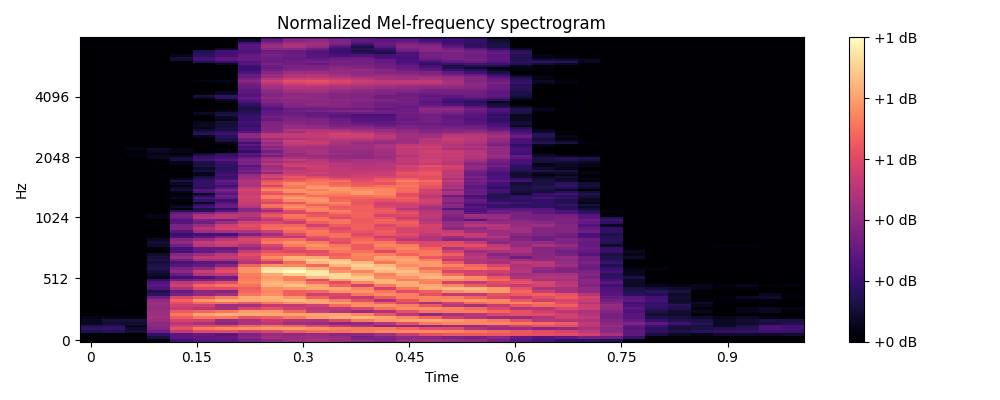 Normalized Mel-frequency spectrogram
Hz
4096
2048
1024
512
0
0 0.15 0.3 0.45 0.6 0.75 0.9
Time
+1 dB
+1 dB
+1 dB
+0 dB
+0 dB
+0 dB